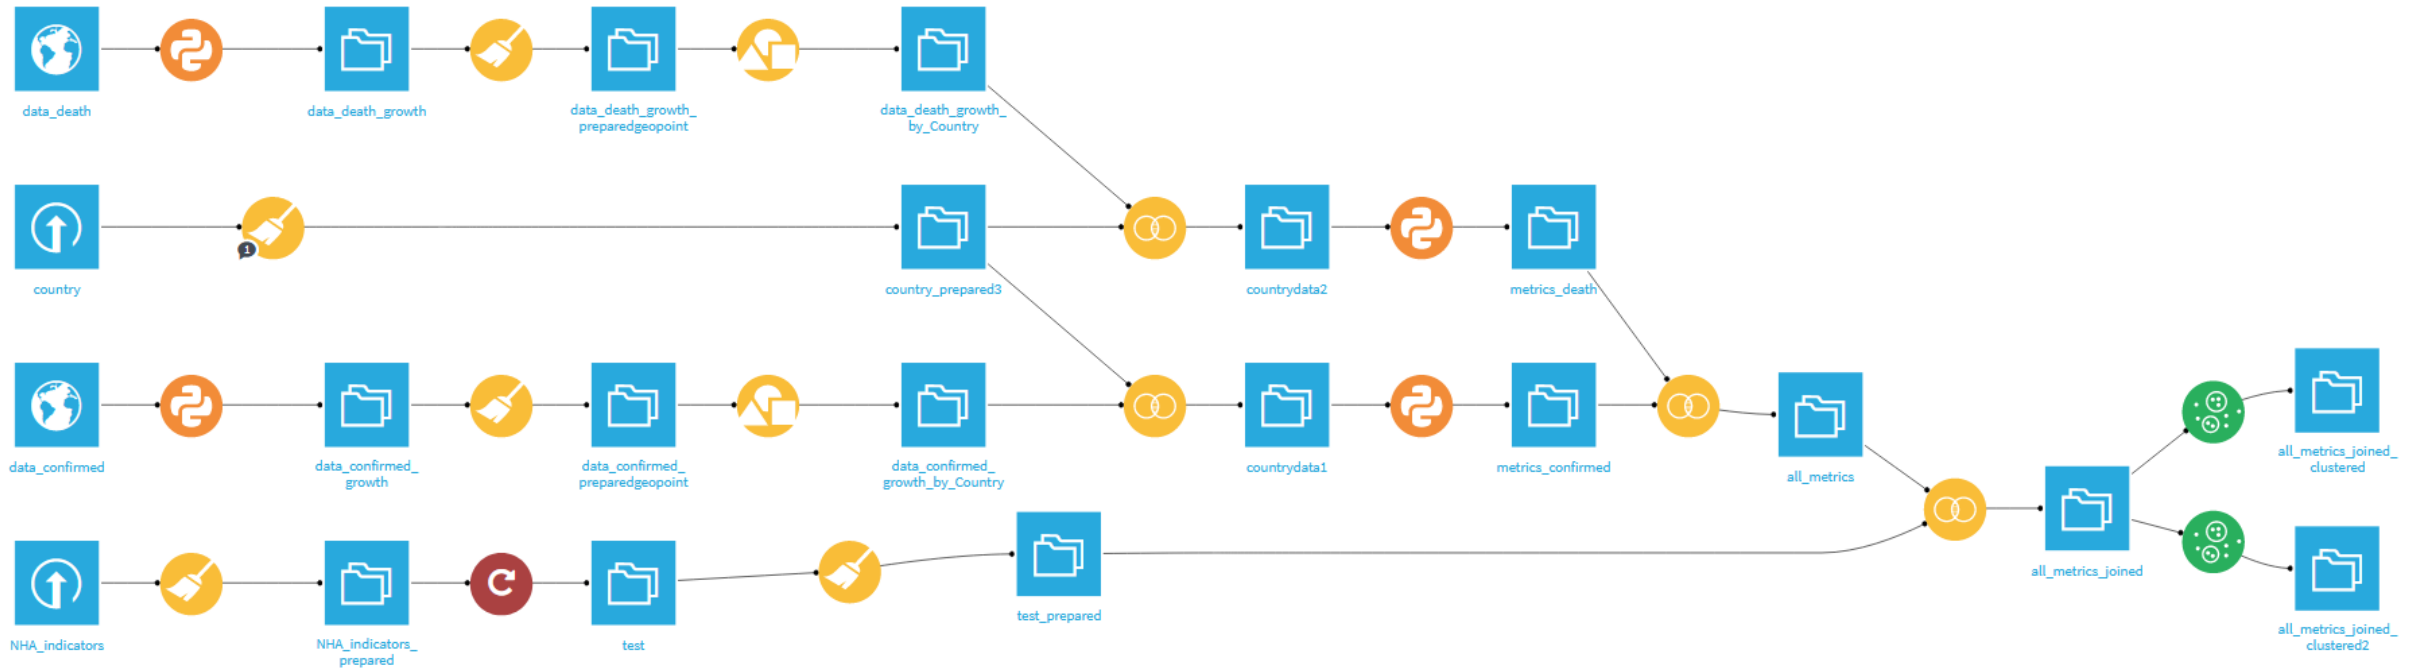 data_death
data_death_growth
data_death_growth_
preparedgeopoint
data_death_growth_
by_Country
1
country
country_prepared3
countrydata2
metrics_death
data_confirmed
data_confirmed_
growth
data_confirmed_
preparedgeopoint
data_confirmed_
growth_by_Country
countrydata1
metrics_confirmed
all_metrics
all_metrics_joined_
clustered
NHA_indicators
NHA_indicators_
prepared
C
test
test_prepared
all_metrics_joined
all_metrics_joined_
clustered2